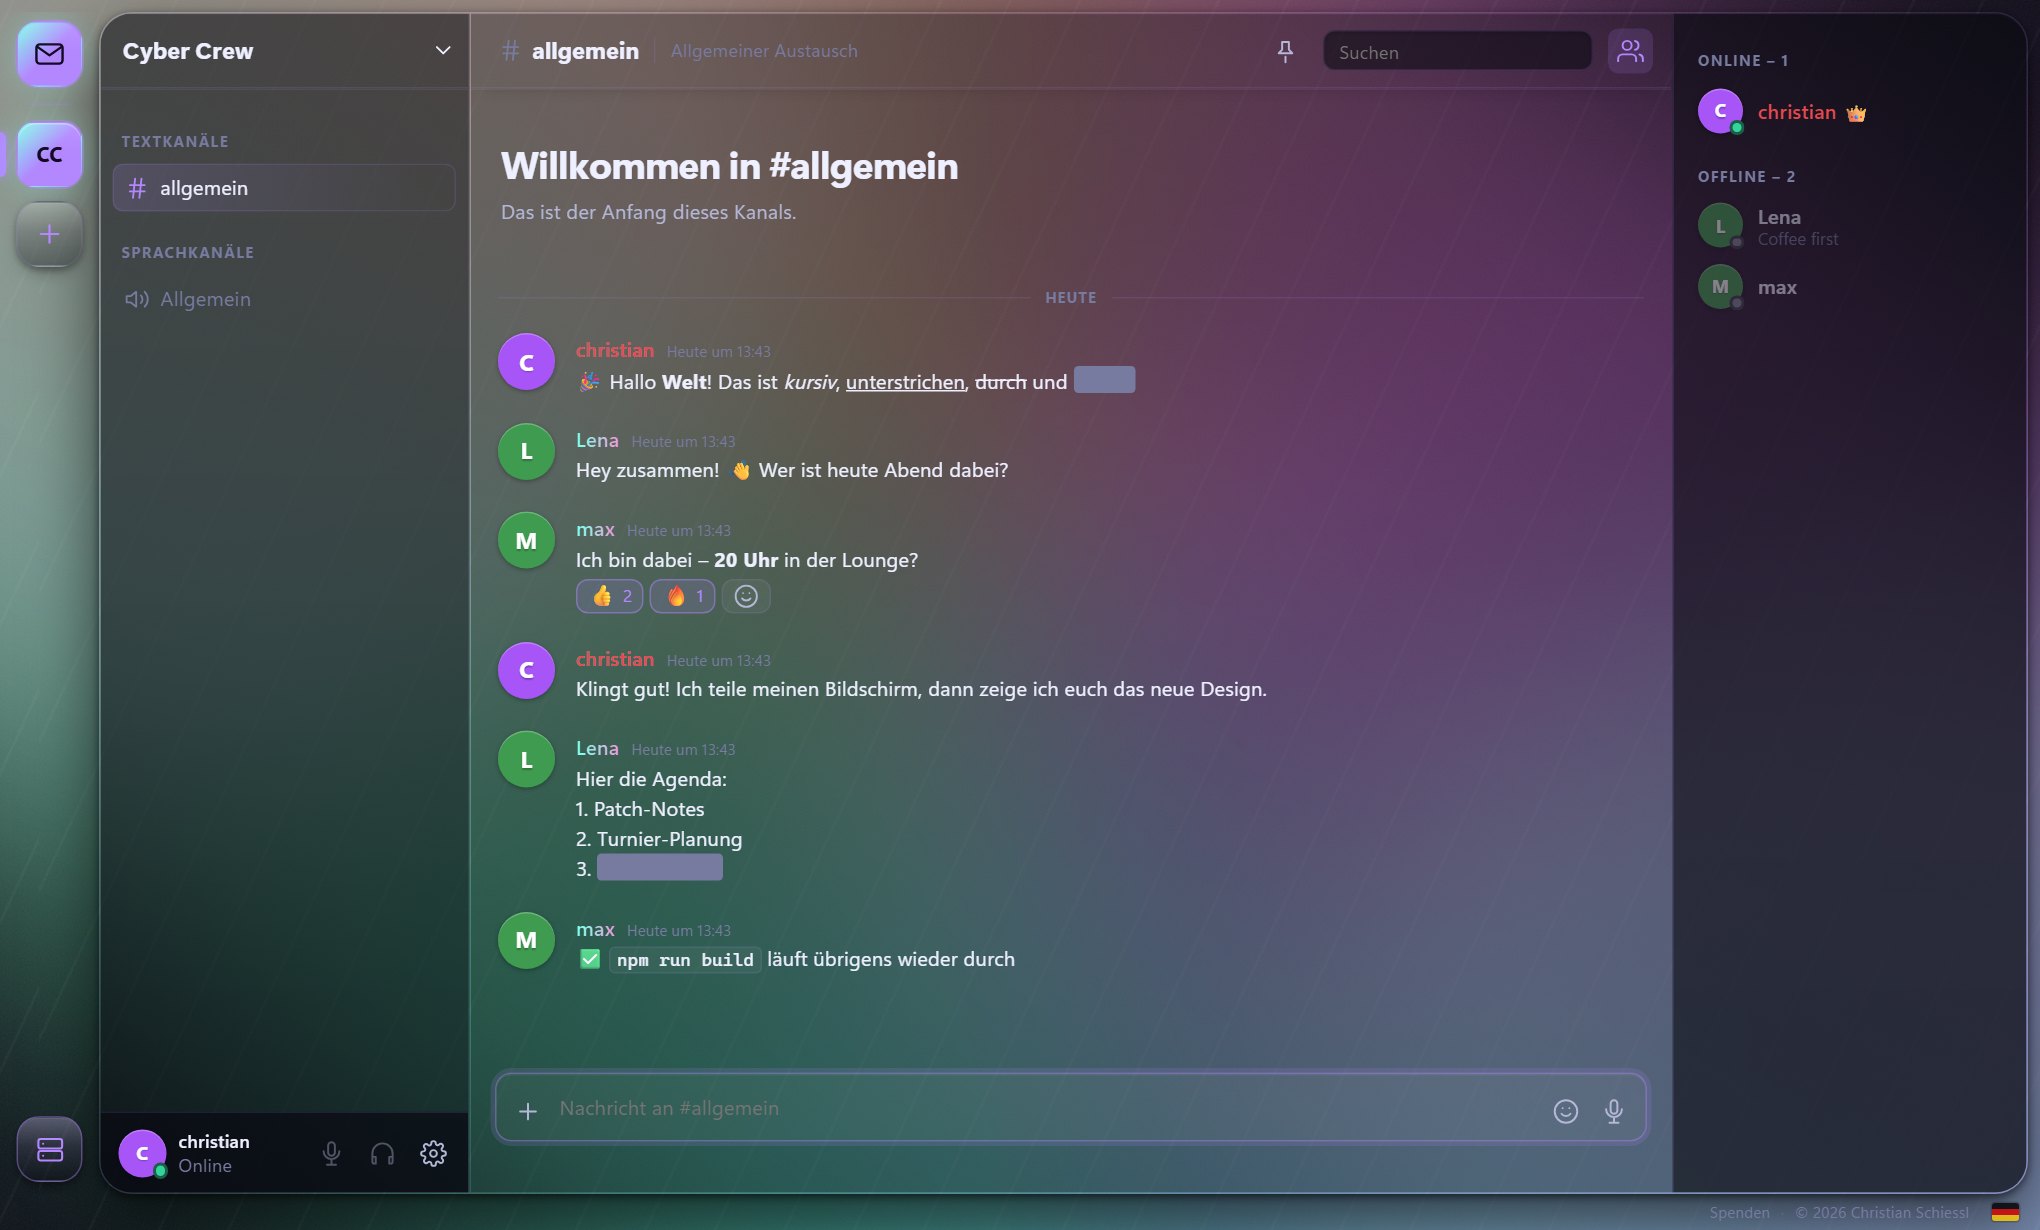 CC
Cyber Crew
TEXTKANÄLE
# allgemein
SPRACHKANÄLE
Allgemein
C
christian
Online
# allgemein
Allgemeiner Austausch
Suchen
Willkommen in #allgemein
Das ist der Anfang dieses Kanals.
HEUTE
C
christian Heute um 13:43
🎉 Hallo Welt! Das ist kursiv, unterstrichen, durch und
L
Lena Heute um 13:43
Hey zusammen! 👋 Wer ist heute Abend dabei?
M
max Heute um 13:43
Ich bin dabei – 20 Uhr in der Lounge?
👍 2 🔥 1
C
christian Heute um 13:43
Klingt gut! Ich teile meinen Bildschirm, dann zeige ich euch das neue Design.
L
Lena Heute um 13:43
Hier die Agenda:
1. Patch-Notes
2. Turnier-Planung
3.
M
max Heute um 13:43
✅ npm run build läuft übrigens wieder durch
Nachricht an #allgemein
ONLINE – 1
C
christian 👑
OFFLINE – 2
L
Lena
Coffee first
M
max
Spenden · © 2026 Christian Schiessl